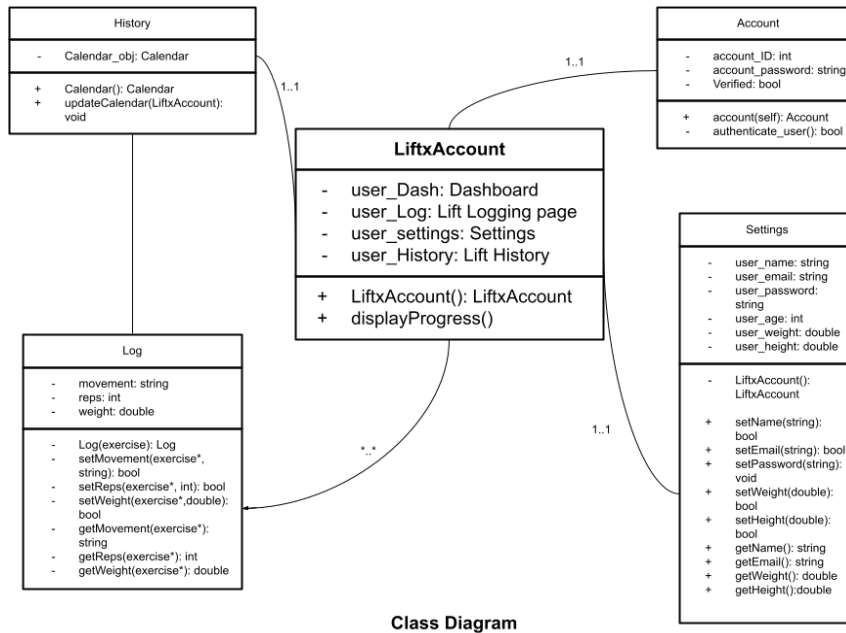 History
- Calendar_obj: Calendar
+ Calendar(): Calendar
+ updateCalendar(LiftxAccount):
void
1..1
Account
- account_ID: int
- account_password: string
- Verified: bool
+ account(self): Account
- authenticate_user(): bool
1..1
LiftxAccount
- user_Dash: Dashboard
- user_Log: Lift Logging page
- user_settings: Settings
- user_History: Lift History
+ LiftxAccount(): LiftxAccount
+ displayProgress()
Settings
- user_name: string
- user_email: string
- user_password:
string
- user_age: int
- user_weight: double
- user_height: double
- LiftxAccount():
LiftxAccount
+ setName(string):
bool
+ setEmail(string): bool
+ setPassword(string):
void
+ setWeight(double):
bool
+ setHeight(double):
bool
+ getName(): string
+ getEmail(): string
+ getWeight(): double
+ getHeight():double
1..1
Log
- movement: string
- reps: int
- weight: double
- Log(exercise): Log
- setMovement(exercise*,
string): bool
- setReps(exercise*, int): bool
- setWeight(exercise*,double):
bool
- getMovement(exercise*):
string
- getReps(exercise*): int
- getWeight(exercise*): double
*..*
Class Diagram